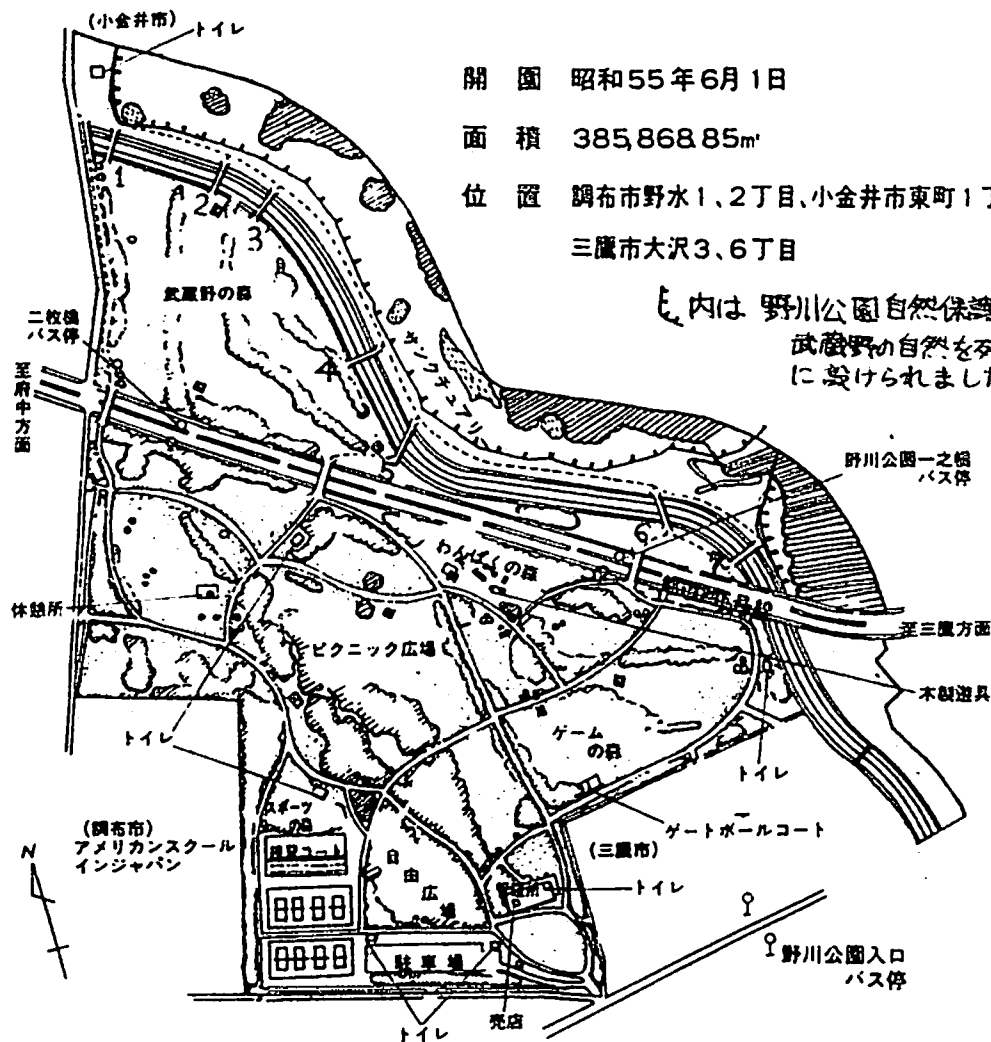 (小金井市)
トイレ
開園 昭和55年6月1日
面積 385,868.85㎡
位置 調布市野水1、2丁目、小金井市東町1丁
三鷹市大沢3、6丁目
内は 野川公園自然保護
武蔵野の自然を
に設けられました
1
2
3
4
武蔵野の森
サンクチュアリ
二枚橋
バス停
至府中方面
野川公園一之橋
バス停
わんぱくの森
7
休憩所
至三鷹方面
ピクニック広場
木製遊具
ゲーム
の森
トイレ
トイレ
スポーツ
の森
ゲートボールコート
(調布市)
アメリカンスクール
インジャパン
(三鷹市)
N
自由広場
トイレ
駐車場
野川公園入口
バス停
トイレ
売店